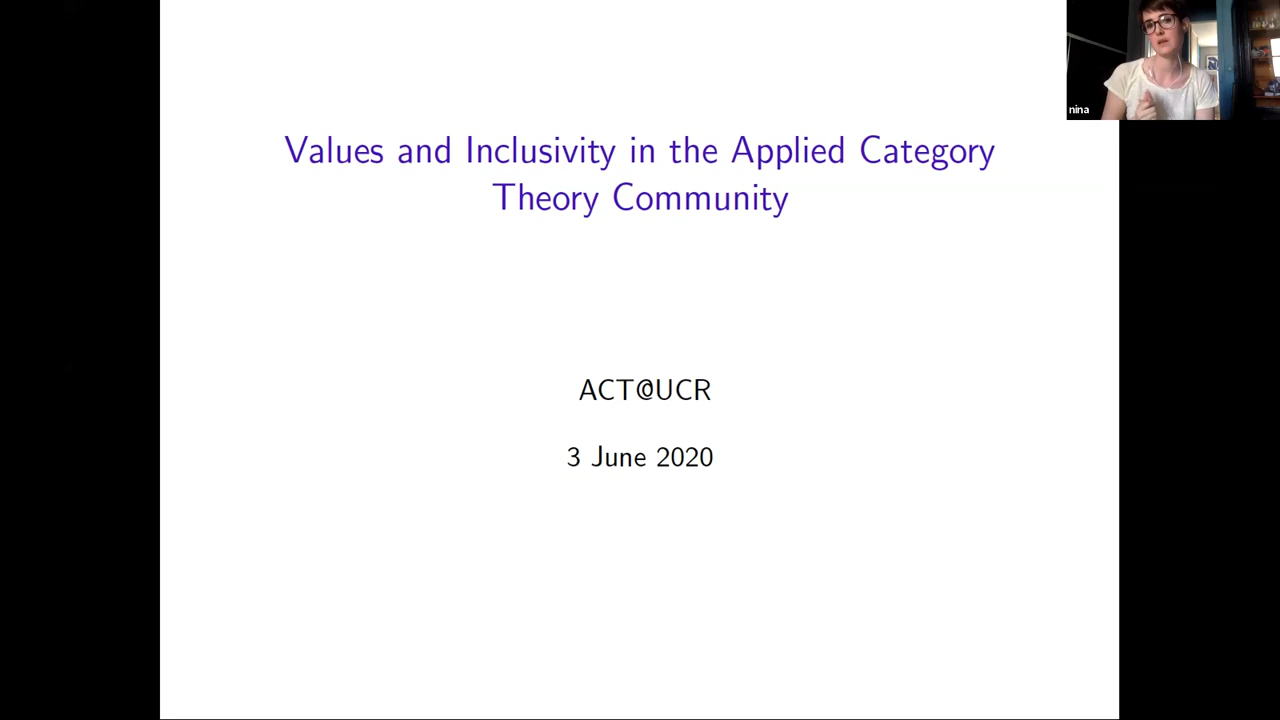 nina
Values and Inclusivity in the Applied Category
Theory Community
ACT@UCR
3 June 2020